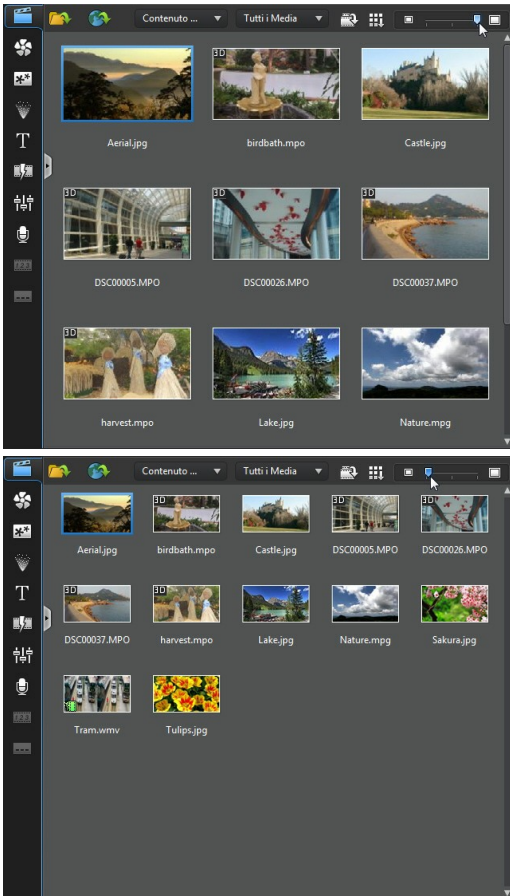 Contenuto ... Tutti i Media
3D
Aerial.jpg birdbath.mpo Castle.jpg
3D 3D 3D
DSC00005.MPO DSC00026.MPO DSC00037.MPO
3D
harvest.mpo Lake.jpg Nature.mpg
T
Contenuto ... Tutti i Media
3D 3D 3D
Aerial.jpg birdbath.mpo Castle.jpg DSC00005.MPO DSC00026.MPO
3D 3D
DSC00037.MPO harvest.mpo Lake.jpg Nature.mpg Sakura.jpg
T
Tram.wmv Tulips.jpg